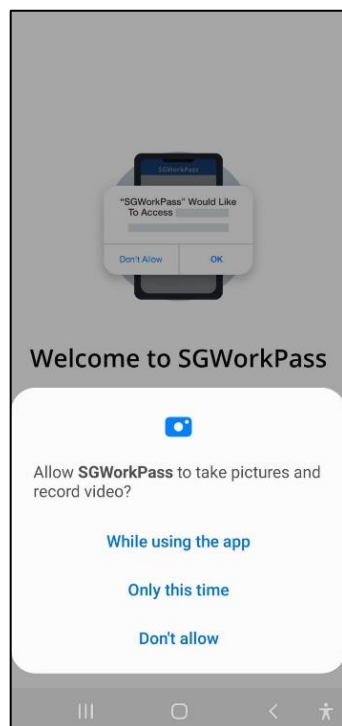 SGWorkPass
"SGWorkPass" Would Like
To Access
Don't Allow
OK
Welcome to SGWorkPass
Allow SGWorkPass to take pictures and
record video?
While using the app
Only this time
Don't allow